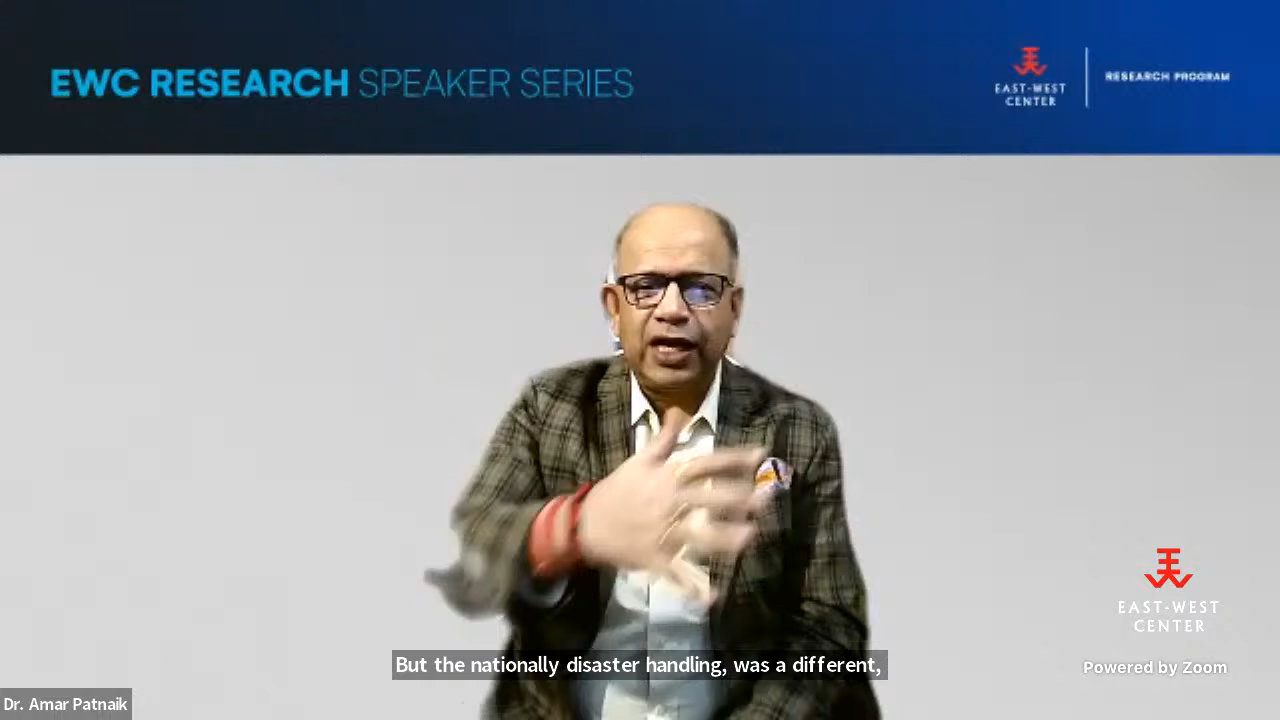 EWC RESEARCH SPEAKER SERIES
EAST-WEST
CENTER
RESEARCH PROGRAM
EAST-WEST
CENTER
But the nationally disaster handling, was a different,
Powered by Zoom
Dr. Amar Patnaik